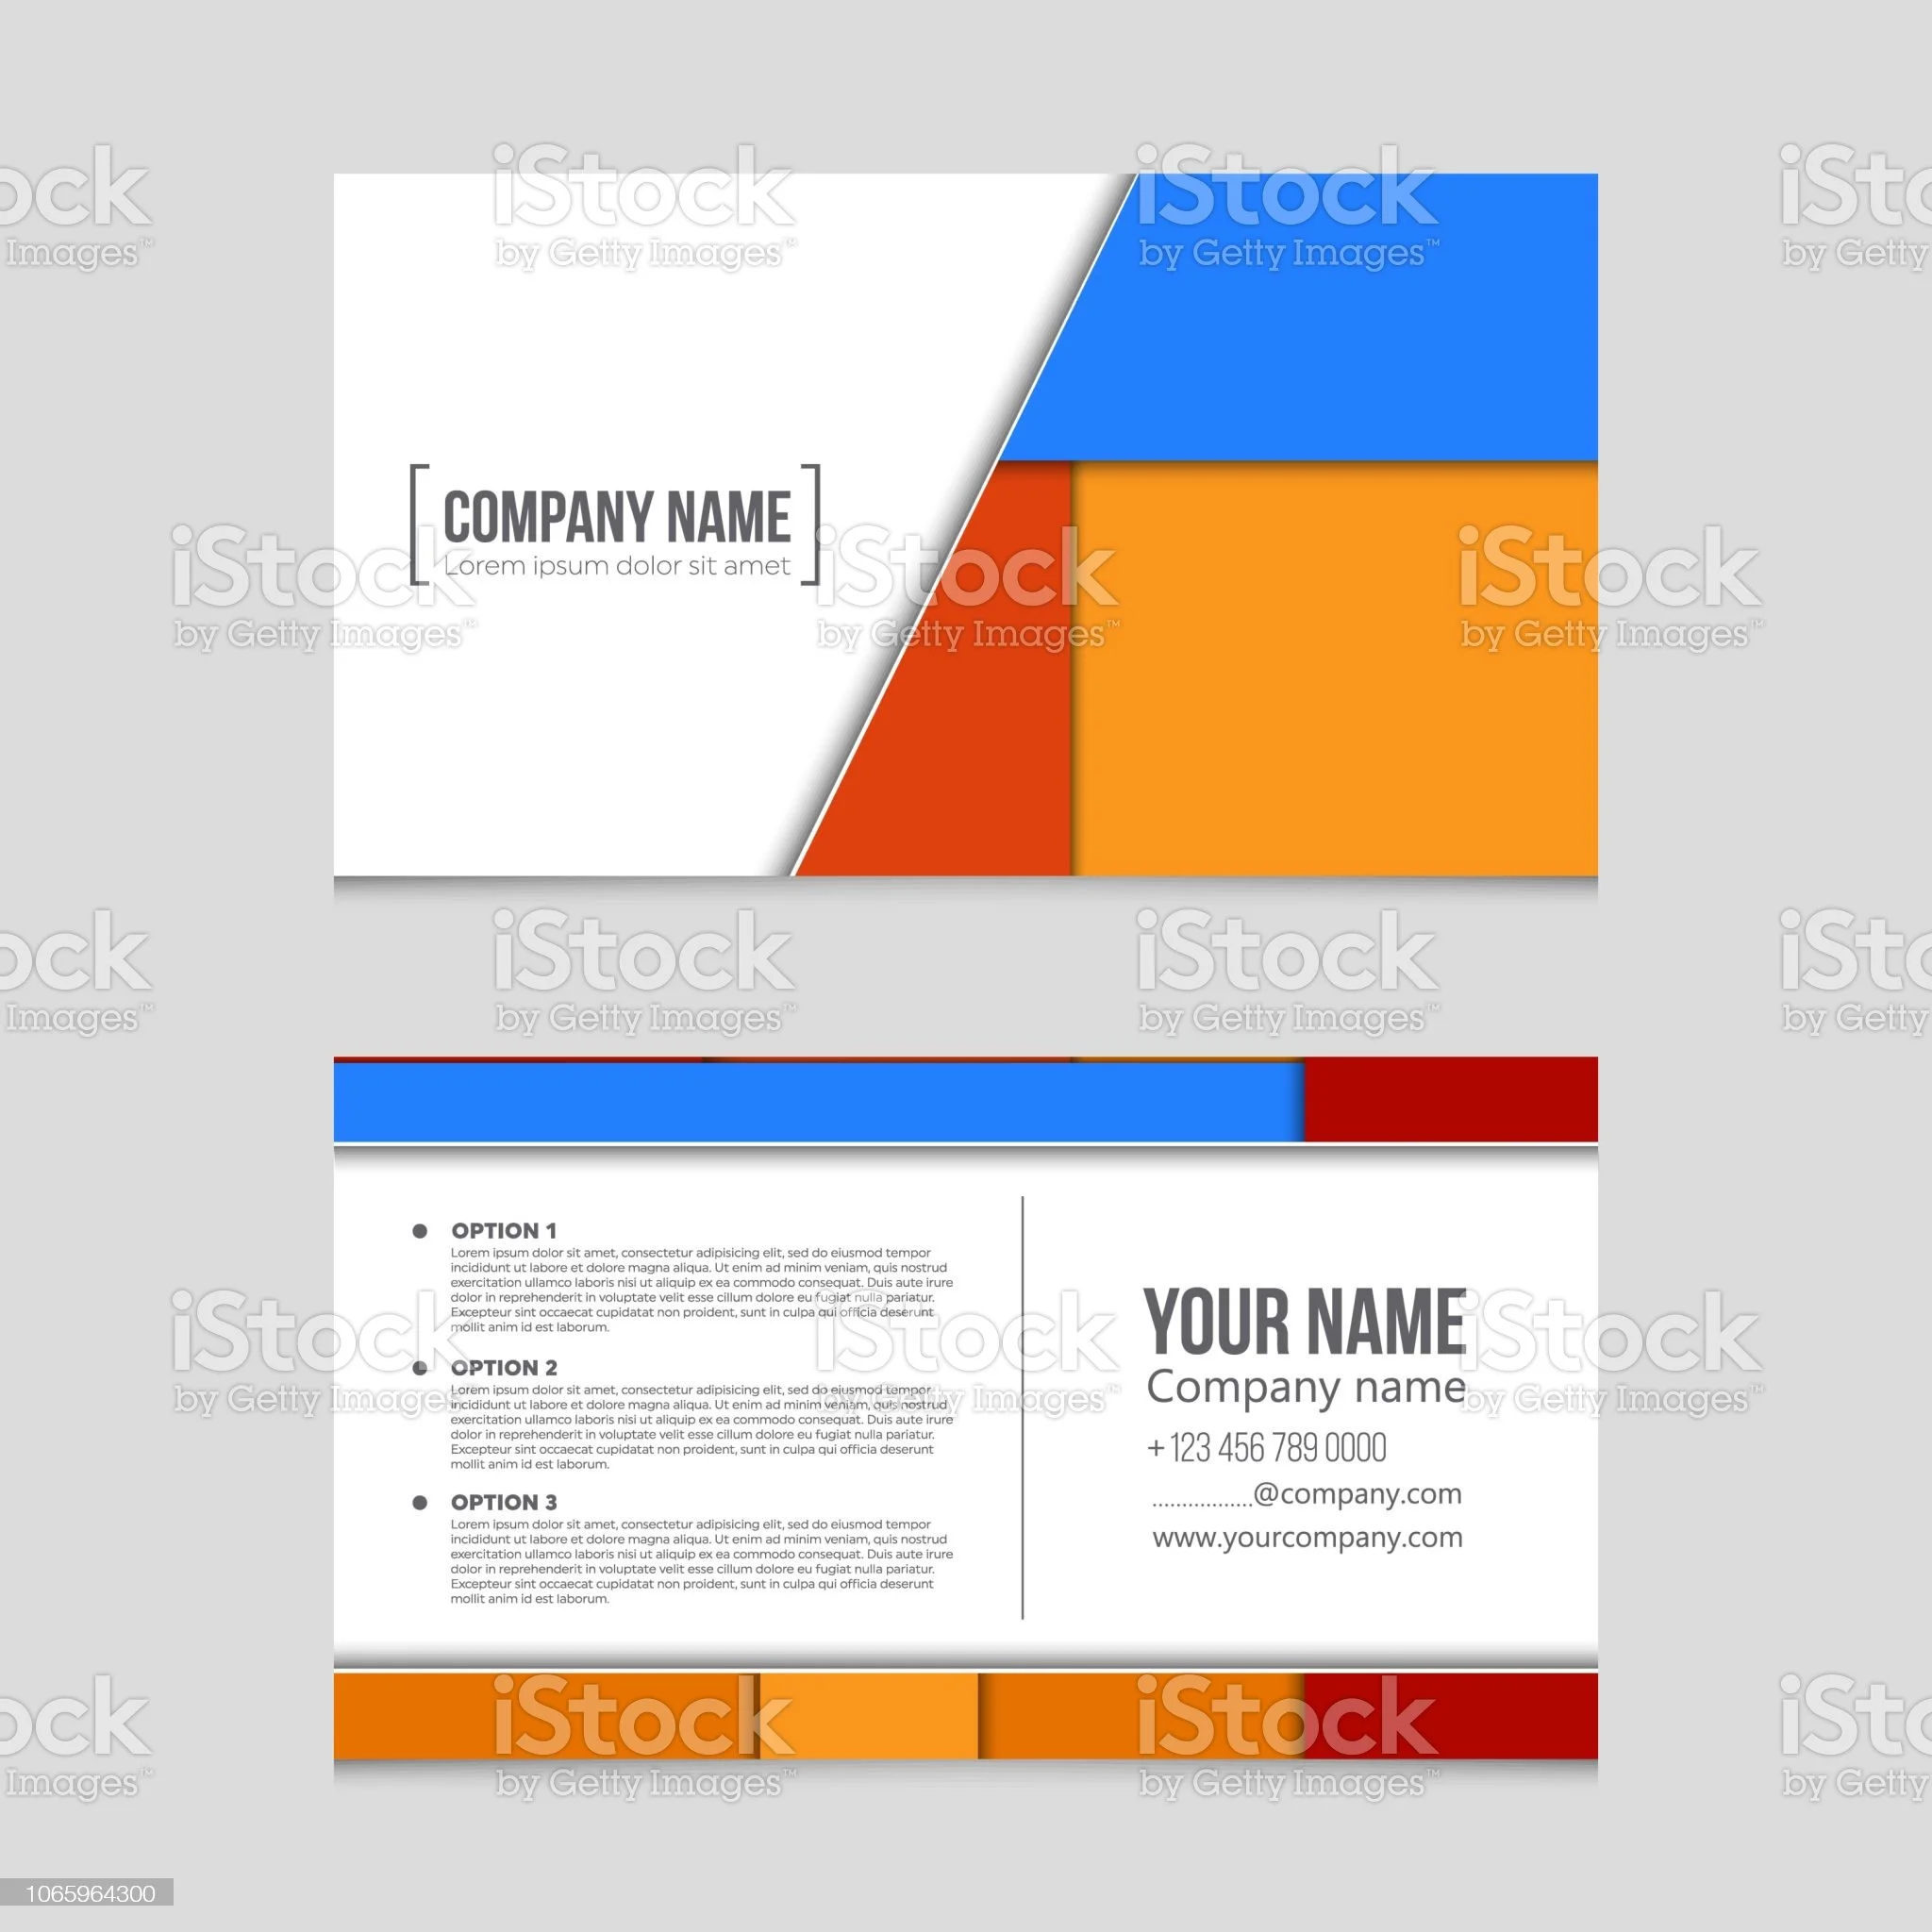 iStock
by Getty Images™
COMPANY NAME
Lorem ipsum dolor sit amet
OPTION 1
Lorem ipsum dolor sit amet, consectetur adipisicing elit, sed do eiusmod tempor
incididunt ut labore et dolore magna aliqua. Ut enim ad minim veniam, quis nostrud
exercitation ullamco laboris nisi ut aliquip ex ea commodo consequat. Duis aute irure
dolor in reprehenderit in voluptate velit esse cillum dolore eu fugiat nulla pariatur.
Excepteur sint occaecat cupidatat non proident, sunt in culpa qui officia deserunt
mollit anim id est laborum.
OPTION 2
Lorem ipsum dolor sit amet, consectetur adipisicing elit, sed do eiusmod tempor
incididunt ut labore et dolore magna aliqua. Ut enim ad minim veniam, quis nostrud
exercitation ullamco laboris nisi ut aliquip ex ea commodo consequat. Duis aute irure
dolor in reprehenderit in voluptate velit esse cillum dolore eu fugiat nulla pariatur.
Excepteur sint occaecat cupidatat non proident, sunt in culpa qui officia deserunt
mollit anim id est laborum.
OPTION 3
Lorem ipsum dolor sit amet, consectetur adipisicing elit, sed do eiusmod tempor
incididunt ut labore et dolore magna aliqua. Ut enim ad minim veniam, quis nostrud
exercitation ullamco laboris nisi ut aliquip ex ea commodo consequat. Duis aute irure
dolor in reprehenderit in voluptate velit esse cillum dolore eu fugiat nulla pariatur.
Excepteur sint occaecat cupidatat non proident, sunt in culpa qui officia deserunt
mollit anim id est laborum.
YOUR NAME
Company name
+123 456 789 0000
.................@company.com
www.yourcompany.com
1065964300